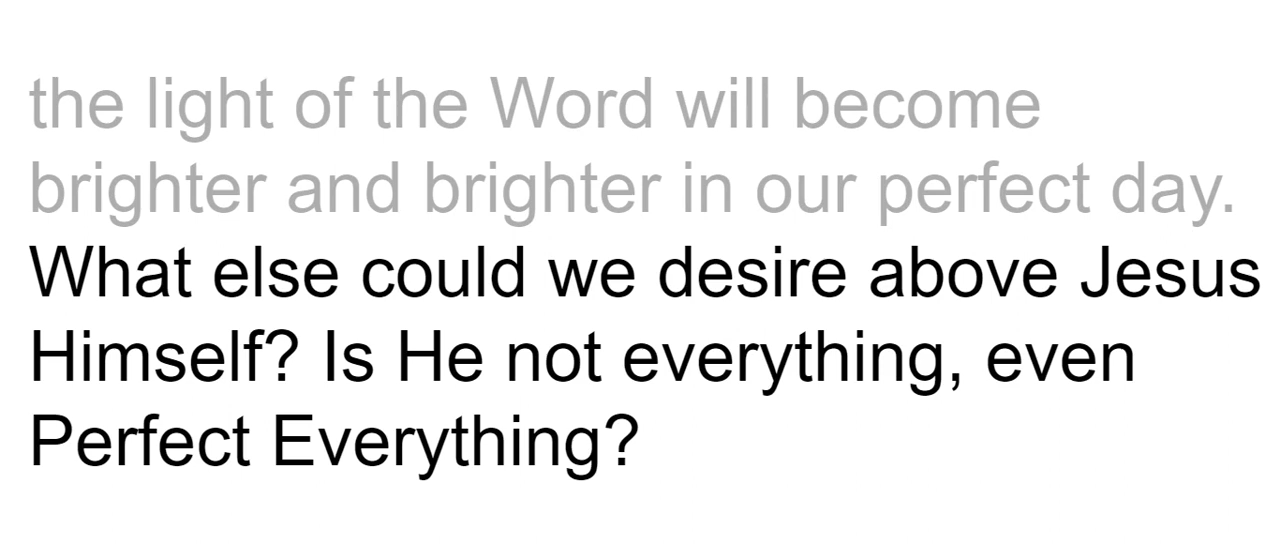 the light of the Word will become
brighter and brighter in our perfect day.
What else could we desire above Jesus
Himself? Is He not everything, even
Perfect Everything?